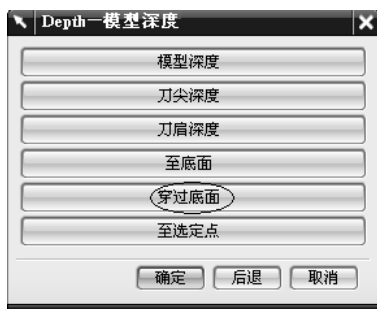 Depth—模型深度
模型深度
刀尖深度
刀肩深度
至底面
穿过底面
至选定点
确定 后退 取消